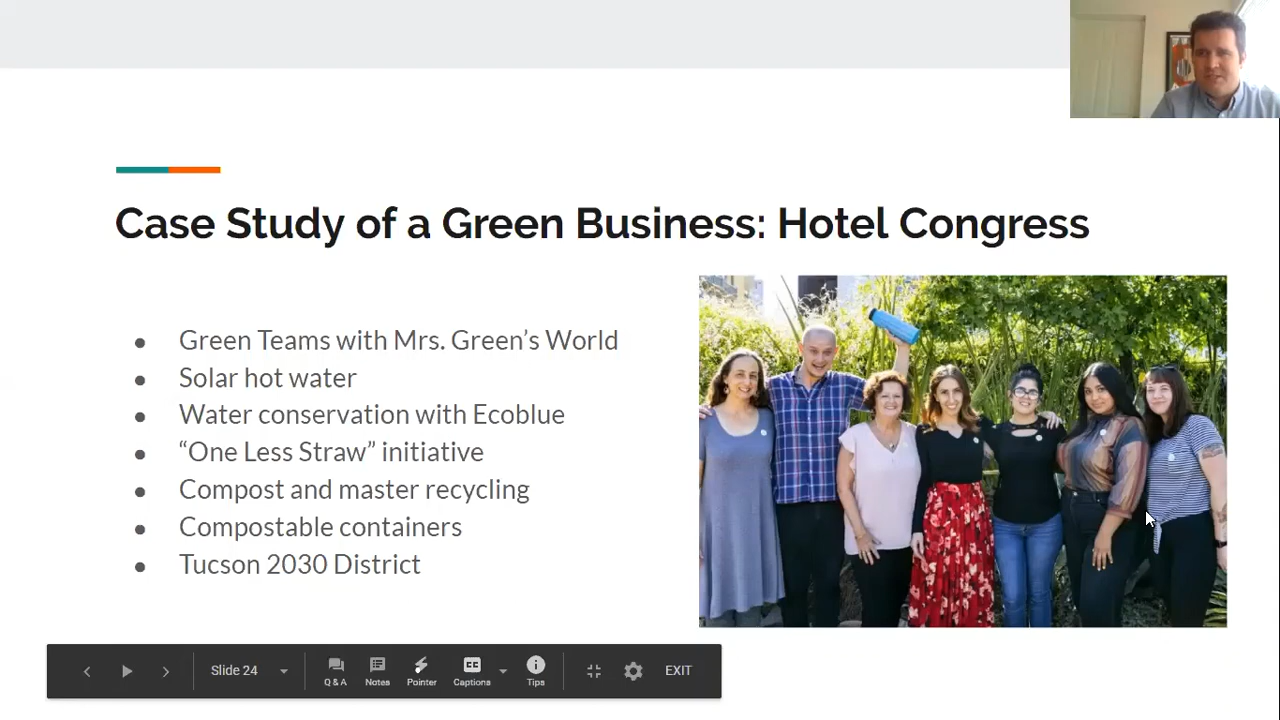 Case Study of a Green Business: Hotel Congress
● Green Teams with Mrs. Green’s World
● Solar hot water
● Water conservation with Ecoblue
● “One Less Straw” initiative
● Compost and master recycling
● Compostable containers
● Tucson 2030 District
Slide 24
Q & A
Notes
Pointer
CC
Captions
Tips
EXIT